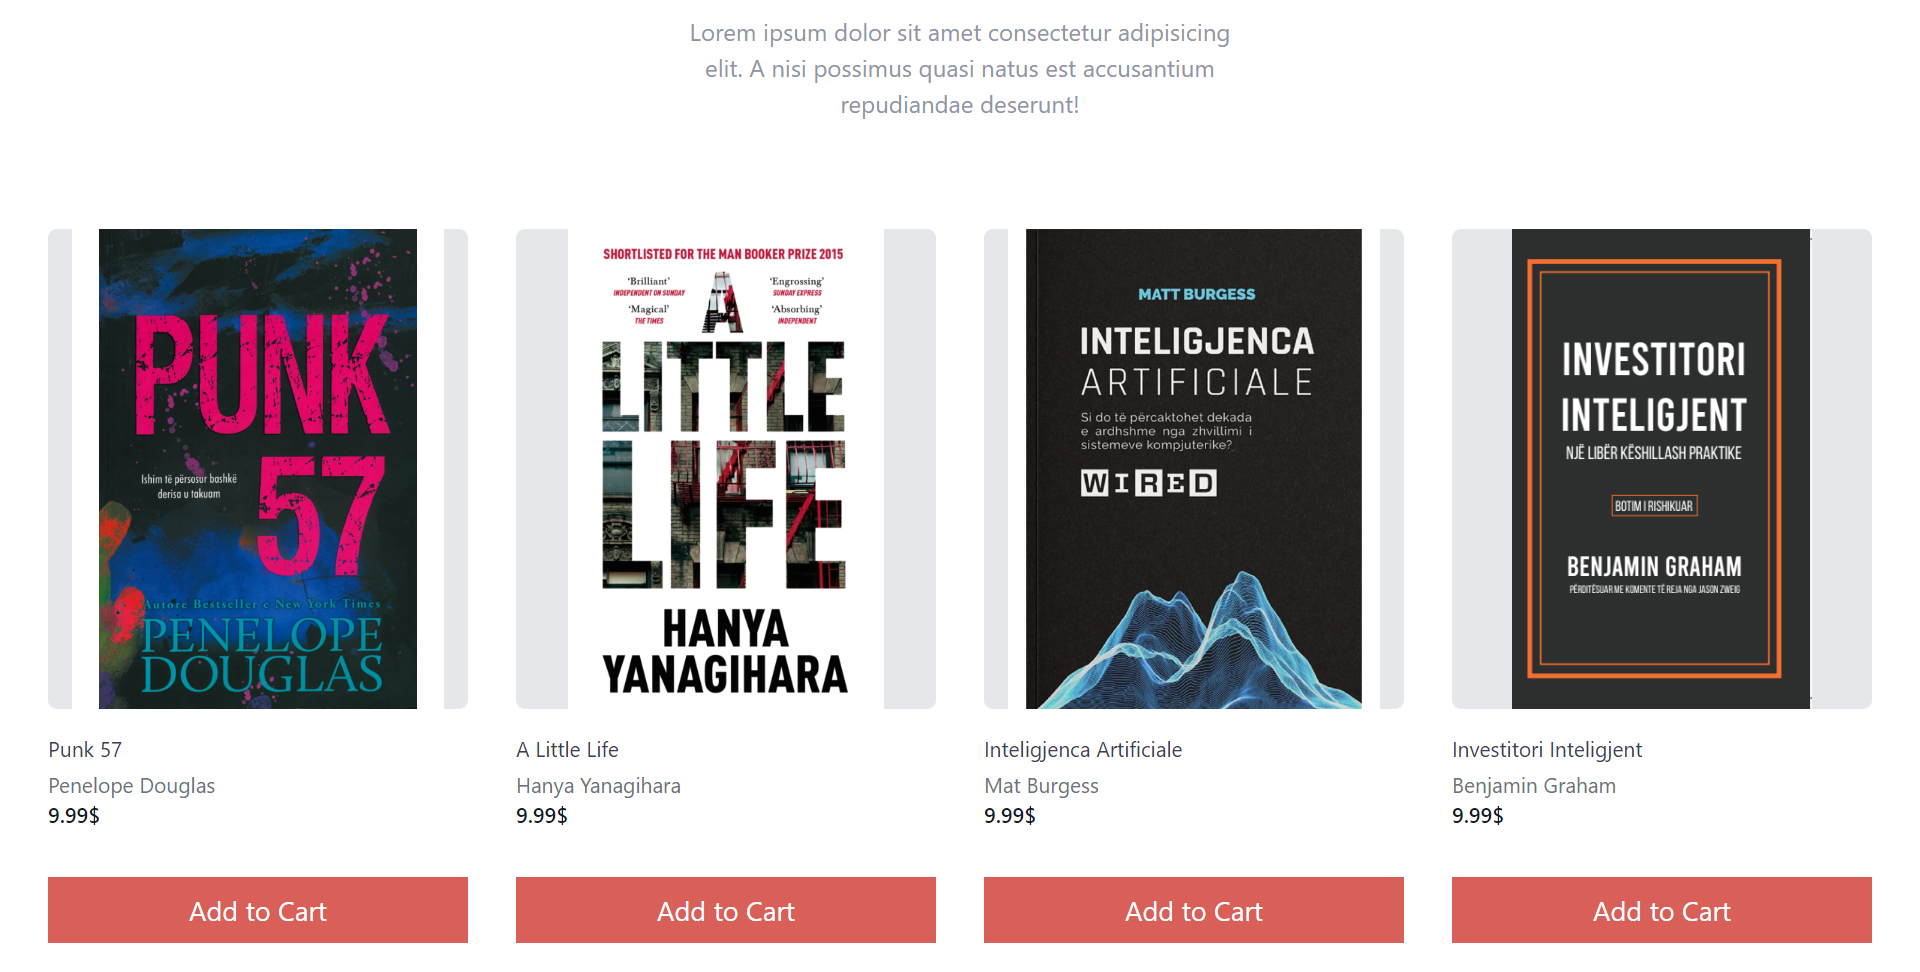 Lorem ipsum dolor sit amet consectetur adipisicing
elit. A nisi possimus quasi natus est accusantium
repudiandae deserunt!
PUNK
57
Ishim të përsosur bashkë
derisa u takuam
Autore Bestseller e New York Times
PENELOPE
DOUGLAS
Punk 57
Penelope Douglas
9.99$
Add to Cart
SHORTLISTED FOR THE MAN BOOKER PRIZE 2015
'Brilliant'
INDEPENDENT ON SUNDAY
'Magical'
THE TIMES
'Engrossing'
SUNDAY EXPRESS
'Absorbing'
INDEPENDENT
A
LITTLE
LIFE
HANYA
YANAGIHARA
A Little Life
Hanya Yanagihara
9.99$
Add to Cart
MATT BURGESS
INTELIGJENCA
ARTIFICIALE
Si do të përcaktohet dekada
e ardhshme nga zhvillimi i
sistemeve kompjuterike?
WIRED
Inteligjenca Artificiale
Mat Burgess
9.99$
Add to Cart
INVESTITORI
INTELIGJENT
NJË LIBËR KËSHILLASH PRAKTIKE
BOTIM I RISHIKUAR
BENJAMIN GRAHAM
PËRDITËSUAR ME KOMENTE TË REJA NGA JASON ZWEIG
Investitori Inteligjent
Benjamin Graham
9.99$
Add to Cart